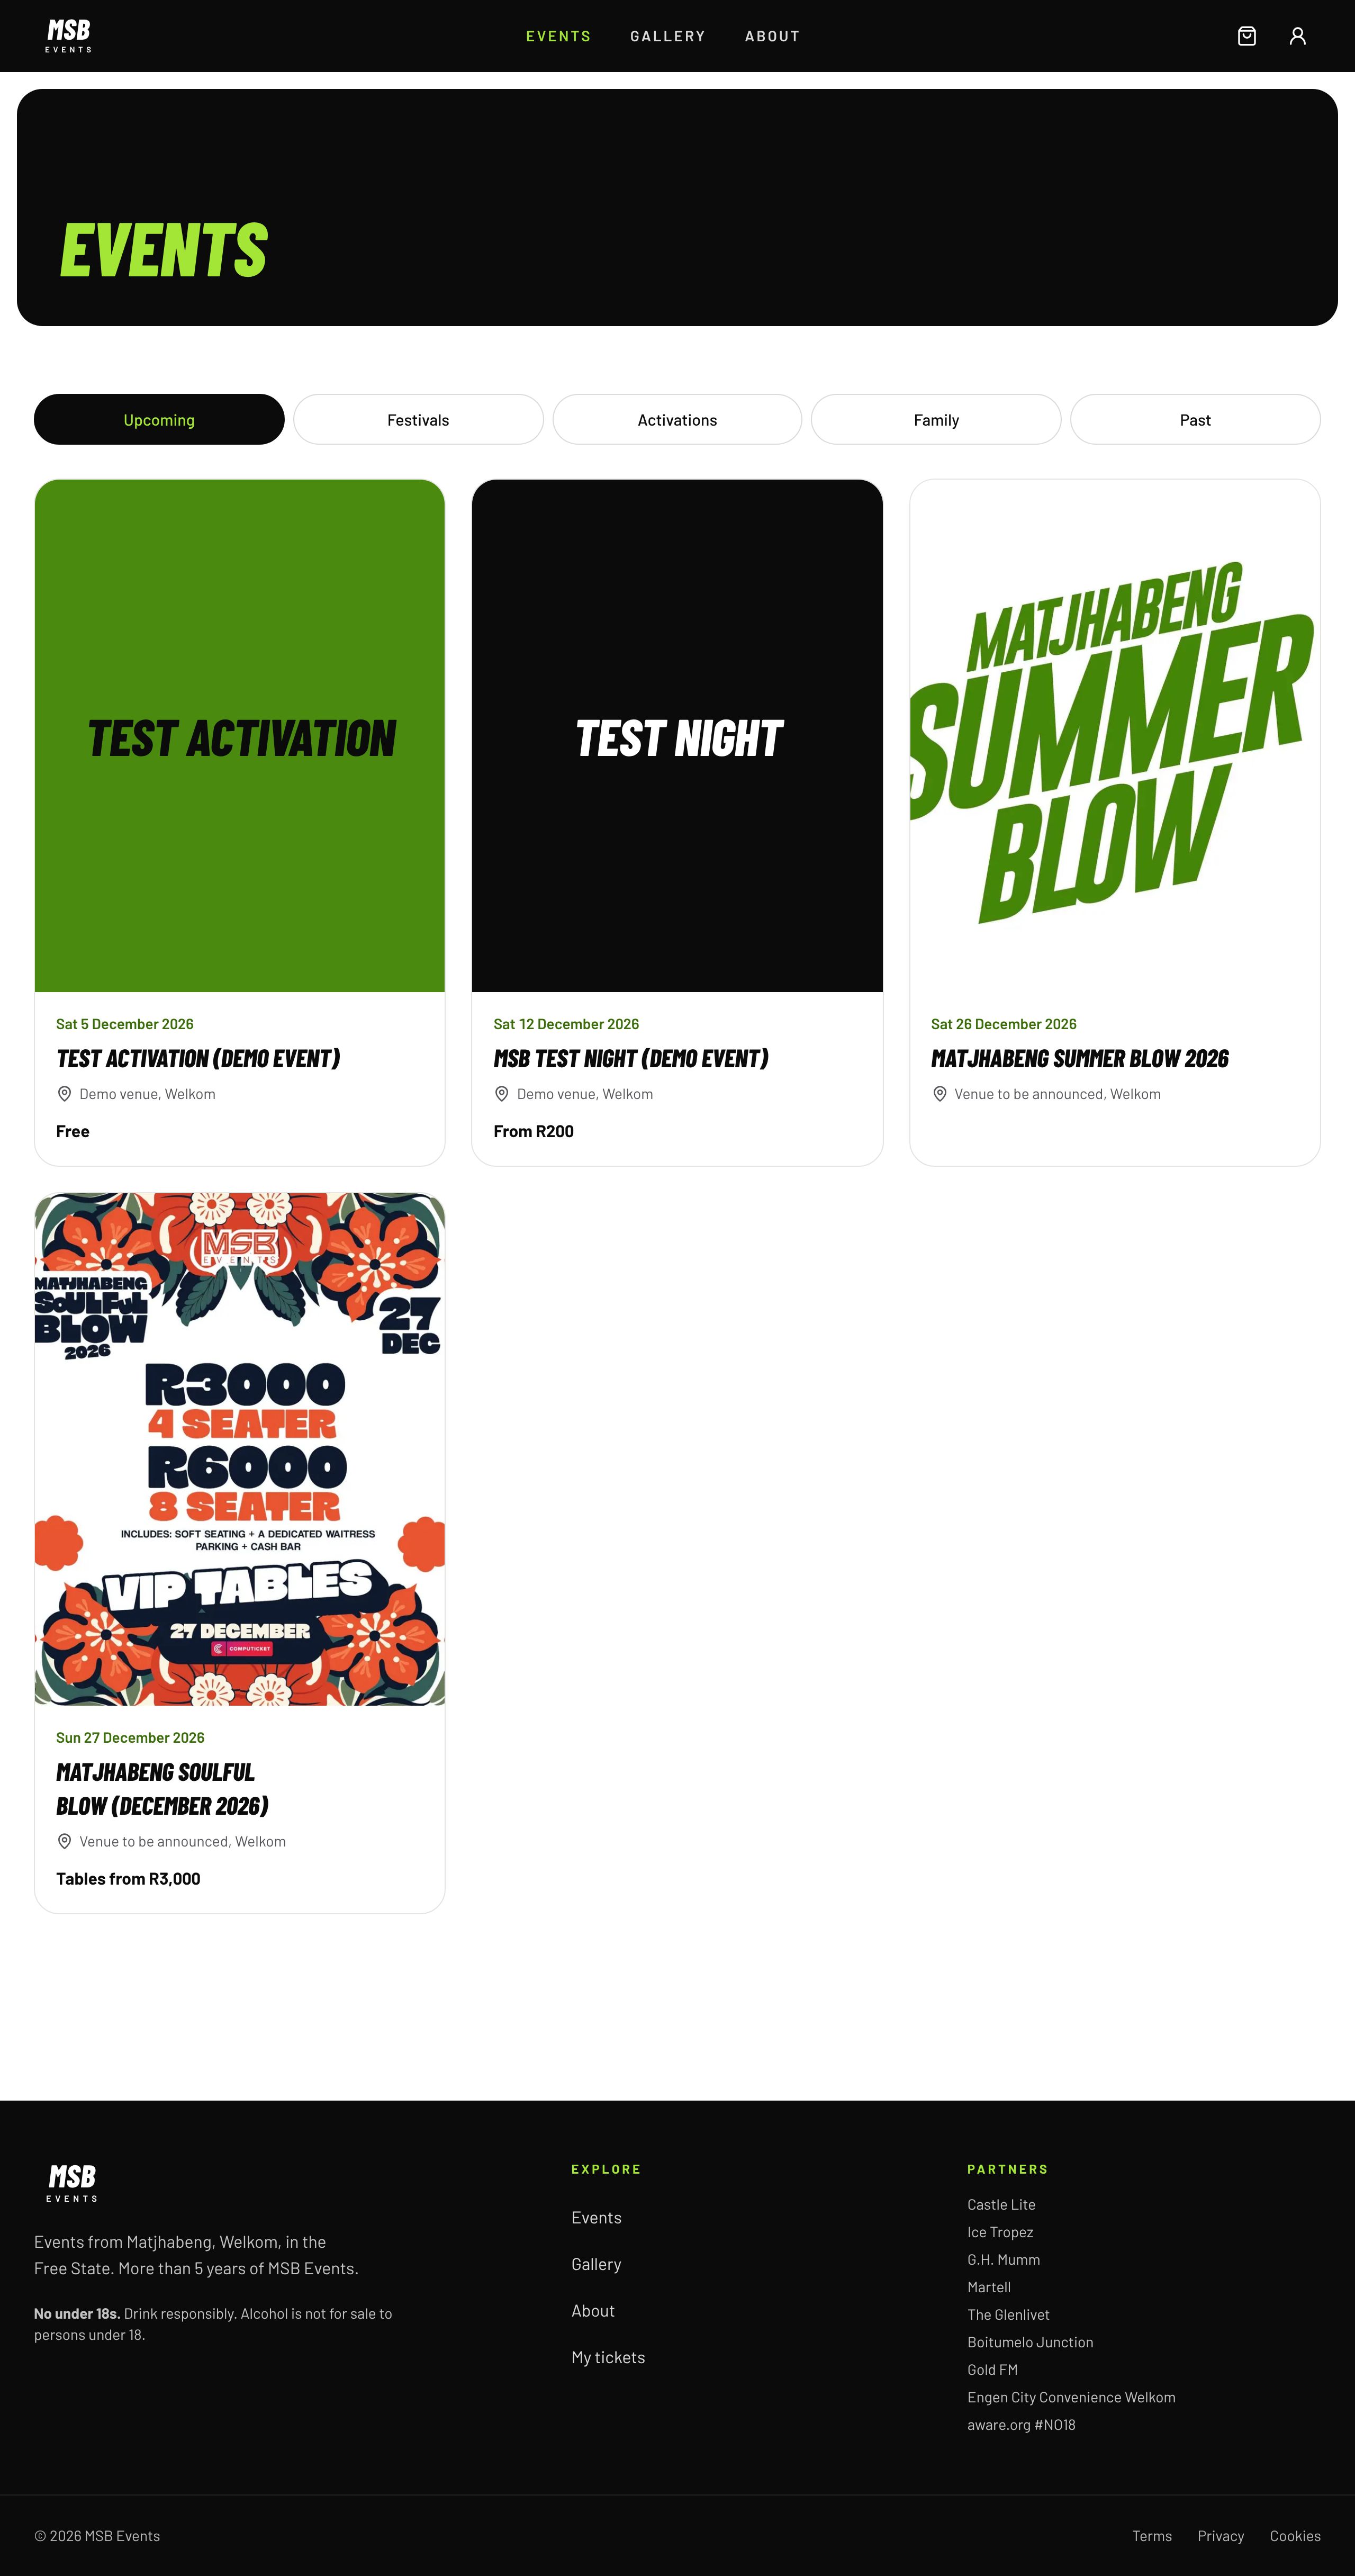 MSB
EVENTS
EVENTS
GALLERY
ABOUT
EVENTS
Upcoming
Festivals
Activations
Family
Past
TEST ACTIVATION
Sat 5 December 2026
TEST ACTIVATION (DEMO EVENT)
Demo venue, Welkom
Free
TEST NIGHT
Sat 12 December 2026
MSB TEST NIGHT (DEMO EVENT)
Demo venue, Welkom
From R200
MATJHABENG
SUMMER
BLOW
Sat 26 December 2026
MATJHABENG SUMMER BLOW 2026
Venue to be announced, Welkom
MSB
EVENTS
MATJHABENG
SOULFUL
BLOW
2026
27
DEC
R3000
4 SEATER
R6000
8 SEATER
INCLUDES: SOFT SEATING + A DEDICATED WAITRESS
PARKING + CASH BAR
VIP TABLES
27 DECEMBER
COMPUTICKET
Sun 27 December 2026
MATJHABENG SOULFUL
BLOW (DECEMBER 2026)
Venue to be announced, Welkom
Tables from R3,000
MSB
EVENTS
Events from Matjhabeng, Welkom, in the
Free State. More than 5 years of MSB Events.
No under 18s. Drink responsibly. Alcohol is not for sale to
persons under 18.
EXPLORE
Events
Gallery
About
My tickets
PARTNERS
Castle Lite
Ice Tropez
G.H. Mumm
Martell
The Glenlivet
Boitumelo Junction
Gold FM
Engen City Convenience Welkom
aware.org #NO18
© 2026 MSB Events
Terms
Privacy
Cookies